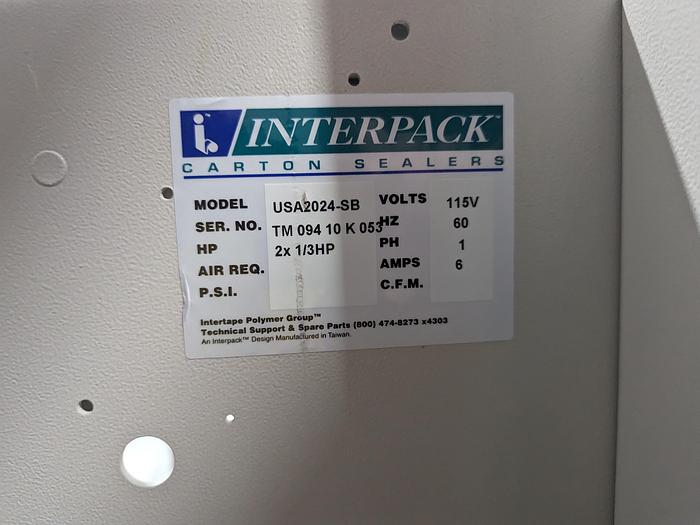 INTERPACK™
CARTON SEALERS
MODEL USA2024-SB VOLTS 115V
SER. NO. TM 094 10 K 053 HZ 60
HP 2x 1/3HP PH 1
AIR REQ. AMPS 6
P.S.I. C.F.M.
Intertape Polymer Group™
Technical Support & Spare Parts (800) 474-8273 x4303
An Interpack™ Design Manufactured in Taiwan.